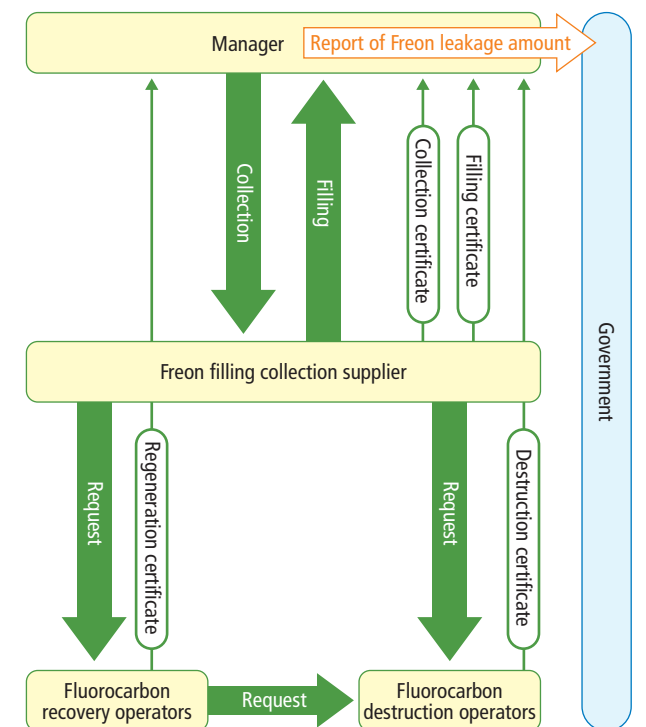 Manager
Report of Freon leakage amount
Collection
Filling
Collection certificate
Filling certificate
Government
Freon filling collection supplier
Request
Regeneration certificate
Request
Destruction certificate
Fluorocarbon
recovery operators
Request
Fluorocarbon
destruction operators